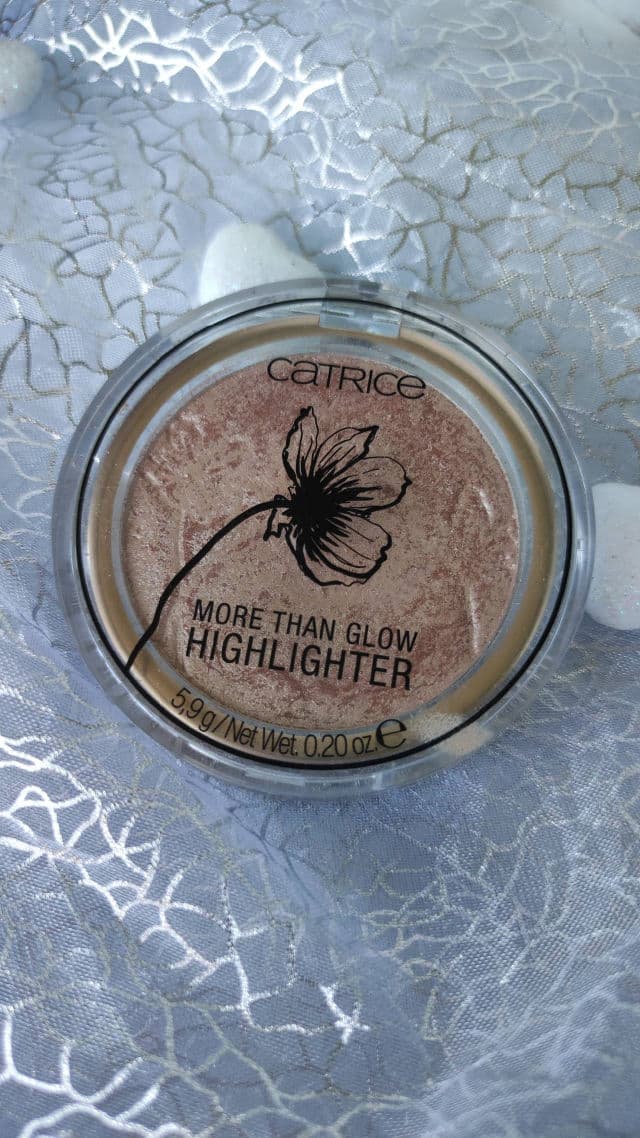 CATRICE
MORE THAN GLOW
HIGHLIGHTER
5,9 g / Net Wet. 0.20 oz. ℮